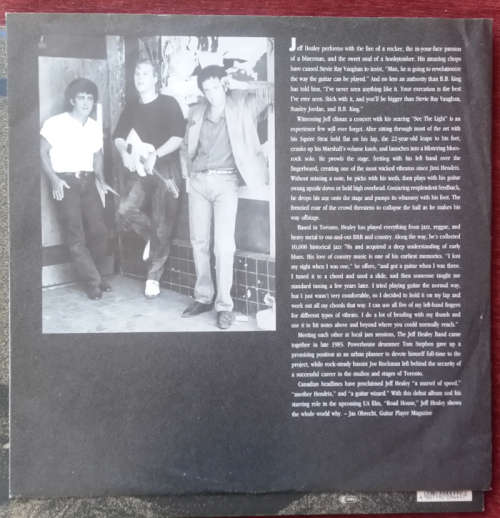 Jeff Healey performs with the fire of a rocker, the in-your-face passion
of a bluesman, and the sweet soul of a honkytonker. His amazing chops
have caused Stevie Ray Vaughan to insist, "Man, he is going to revolutionize
the way the guitar can be played." And no less an authority than B.B. King
has told him, "I've never seen anything like it. Your execution is the best
I've ever seen. Stick with it, and you'll be bigger than Stevie Ray Vaughan,
Stanley Jordan, and B.B. King."
Witnessing Jeff climax a concert with his searing "See The Light" is an
experience few will ever forget. After sitting through most of the set with
his Squire Strat held flat on his lap, the 22-year-old leaps to his feet,
cranks up his Marshall's volume knob, and launches into a blistering blues-
rock solo. He prowls the stage, fretting with his left hand over the
fingerboard, creating one of the most wicked vibratos since Jimi Hendrix.
Without missing a note, he picks with his teeth, then plays with his guitar
swung upside down or held high overhead. Conjuring resplendent feedback,
he drops his axe onto the stage and pumps its whammy with his foot. The
frenzied roar of the crowd threatens to collapse the hall as he makes his
way offstage.
Based in Toronto, Healey has played everything from jazz, reggae, and
heavy metal to out-and-out R&B and country. Along the way, he's collected
10,000 historical jazz 78s and acquired a deep understanding of early
blues. His love of country music is one of his earliest memories. "I lost
my sight when I was one," he offers, "and got a guitar when I was three.
I tuned it to a chord and used a slide, and then someone taught me
standard tuning a few years later. I tried playing guitar the normal way,
but I just wasn't very comfortable, so I decided to hold it on my lap and
work out all my chords that way. I can use all five of my left-hand fingers
for different types of vibrato. I do a lot of bending with my thumb and
use it to hit notes above and beyond where you could normally reach."
Meeting each other at local jam sessions, The Jeff Healey Band came
together in late 1985. Powerhouse drummer Tom Stephen gave up a
promising position as an urban planner to devote himself full-time to the
project, while rock-steady bassist Joe Rockman left behind the security of
a successful career in the studios and stages of Toronto.
Canadian headlines have proclaimed Jeff Healey "a marvel of speed,"
"another Hendrix," and "a guitar wizard." With this debut album and his
starring role in the upcoming UA film, "Road House," Jeff Healey shows
the whole world why. – Jas Obrecht, Guitar Player Magazine